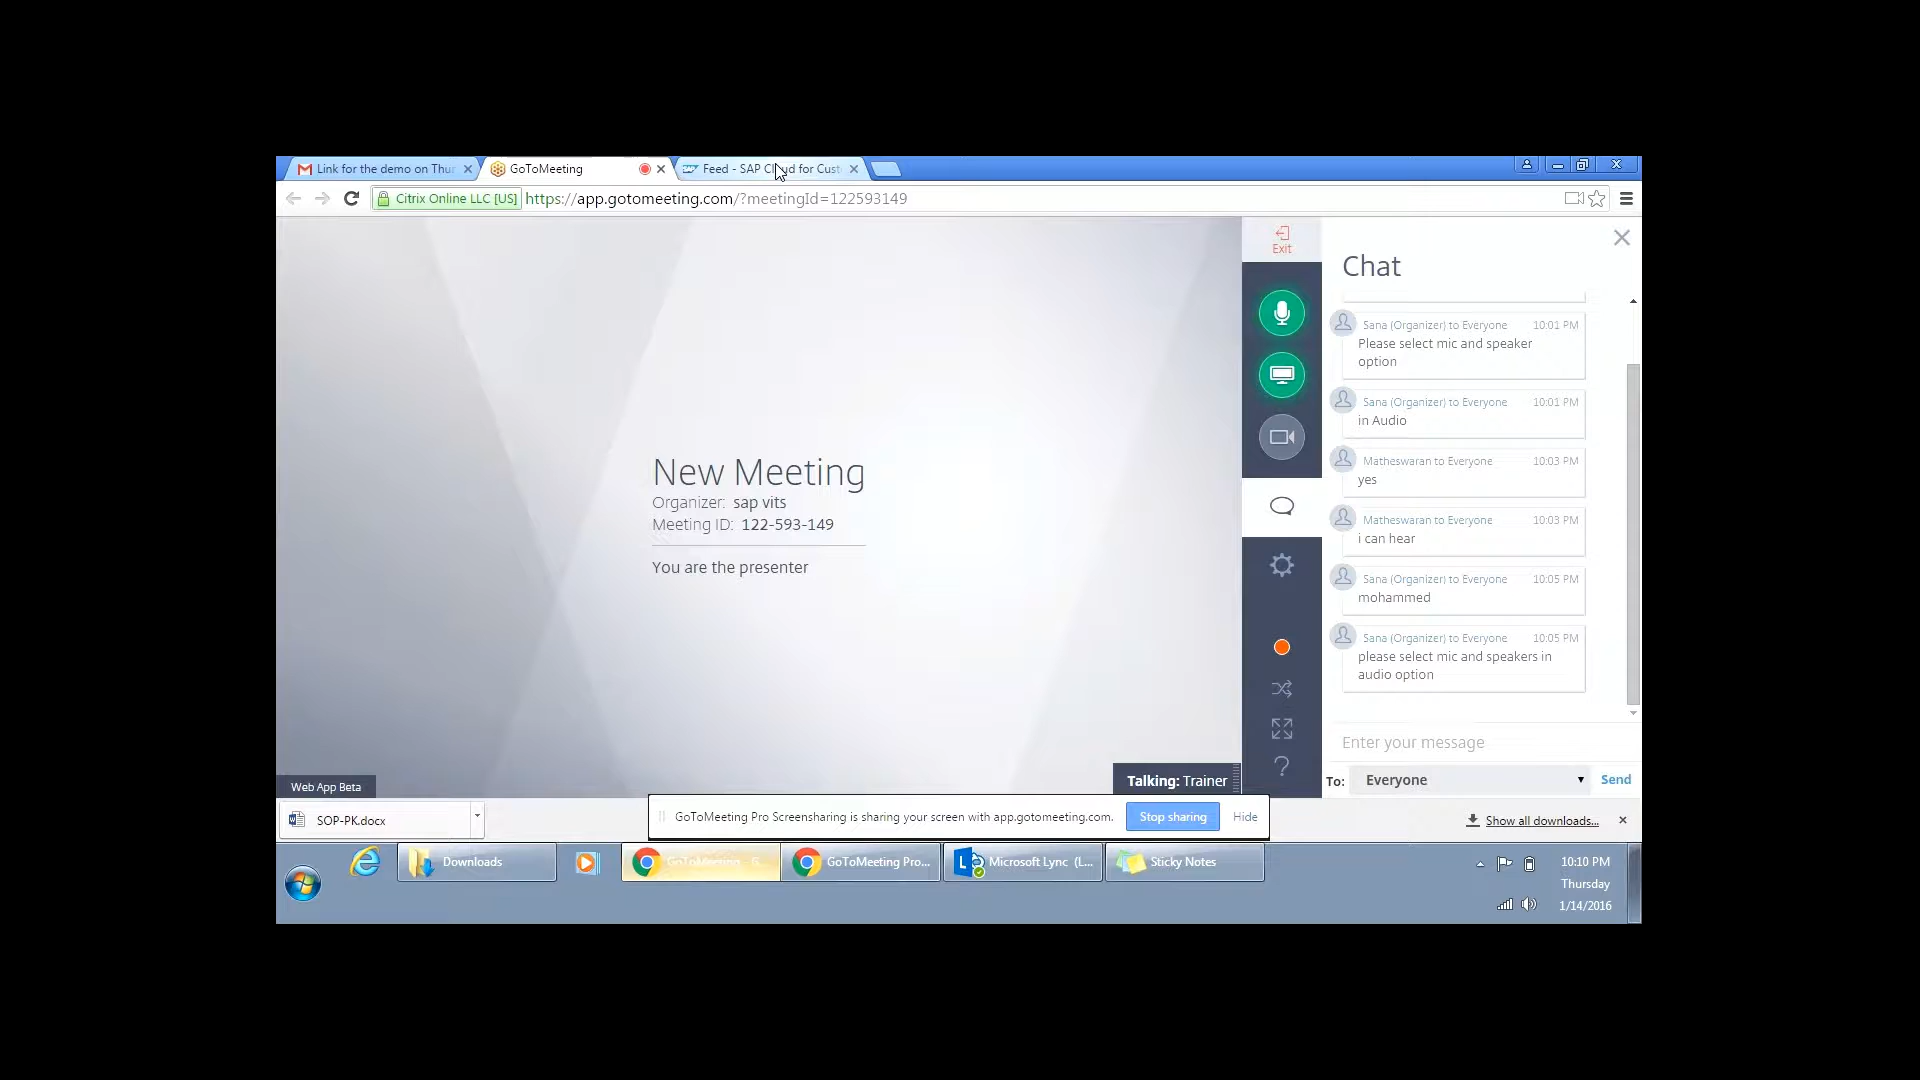 Link for the demo on Thur
GoToMeeting
Feed - SAP Cloud for Cust
Citrix Online LLC [US]
https://app.gotomeeting.com/?meetingId=122593149
Exit
Chat
Sana (Organizer) to Everyone 10:01 PM
Please select mic and speaker
option
Sana (Organizer) to Everyone 10:01 PM
in Audio
Matheswaran to Everyone 10:03 PM
yes
Matheswaran to Everyone 10:03 PM
i can hear
Sana (Organizer) to Everyone 10:05 PM
mohammed
Sana (Organizer) to Everyone 10:05 PM
please select mic and speakers in
audio option
New Meeting
Organizer: sap vits
Meeting ID: 122-593-149
You are the presenter
Enter your message
Web App Beta
Talking: Trainer
To: Everyone
Send
SOP-PK.docx
GoToMeeting Pro Screensharing is sharing your screen with app.gotomeeting.com.
Stop sharing
Hide
Show all downloads...
Downloads
GoToMeeting - G...
GoToMeeting Pro...
Microsoft Lync (L...
Sticky Notes
10:10 PM
Thursday
1/14/2016